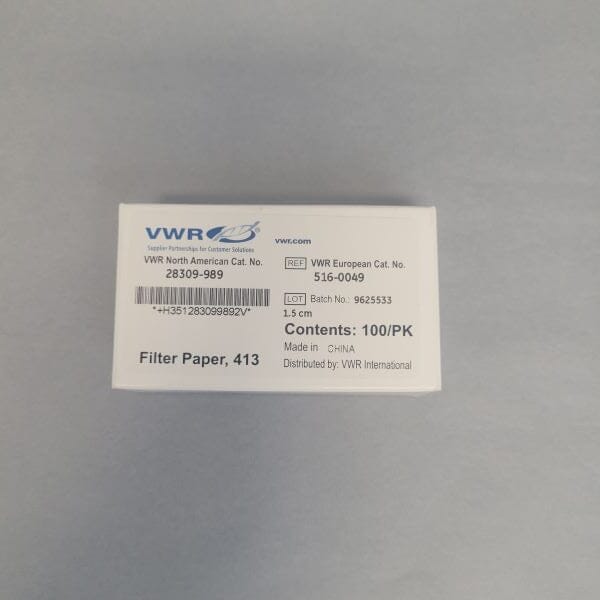 VWR
Supplier Partnerships for Customer Solutions
vwr.com
VWR North American Cat. No.
28309-989
*+H351283099892V*
Filter Paper, 413
REF VWR European Cat. No.
516-0049
LOT Batch No.: 9625533
1.5 cm
Contents: 100/PK
Made in CHINA
Distributed by: VWR International